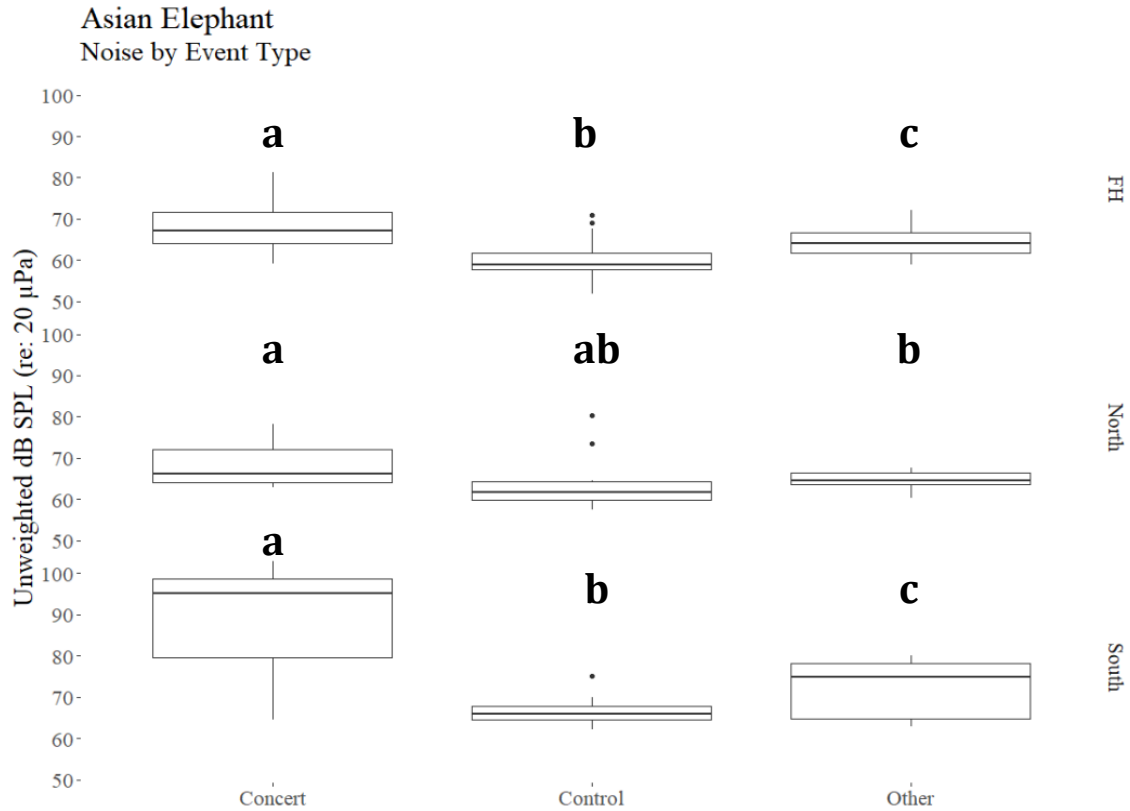 Asian Elephant
Noise by Event Type
Unweighted dB SPL (re: 20 µPa)
100
90
80
70
60
50
a
b
c
FH
100
90
80
70
60
50
a
ab
b
North
100
90
80
70
60
50
a
b
c
South
Concert
Control
Other